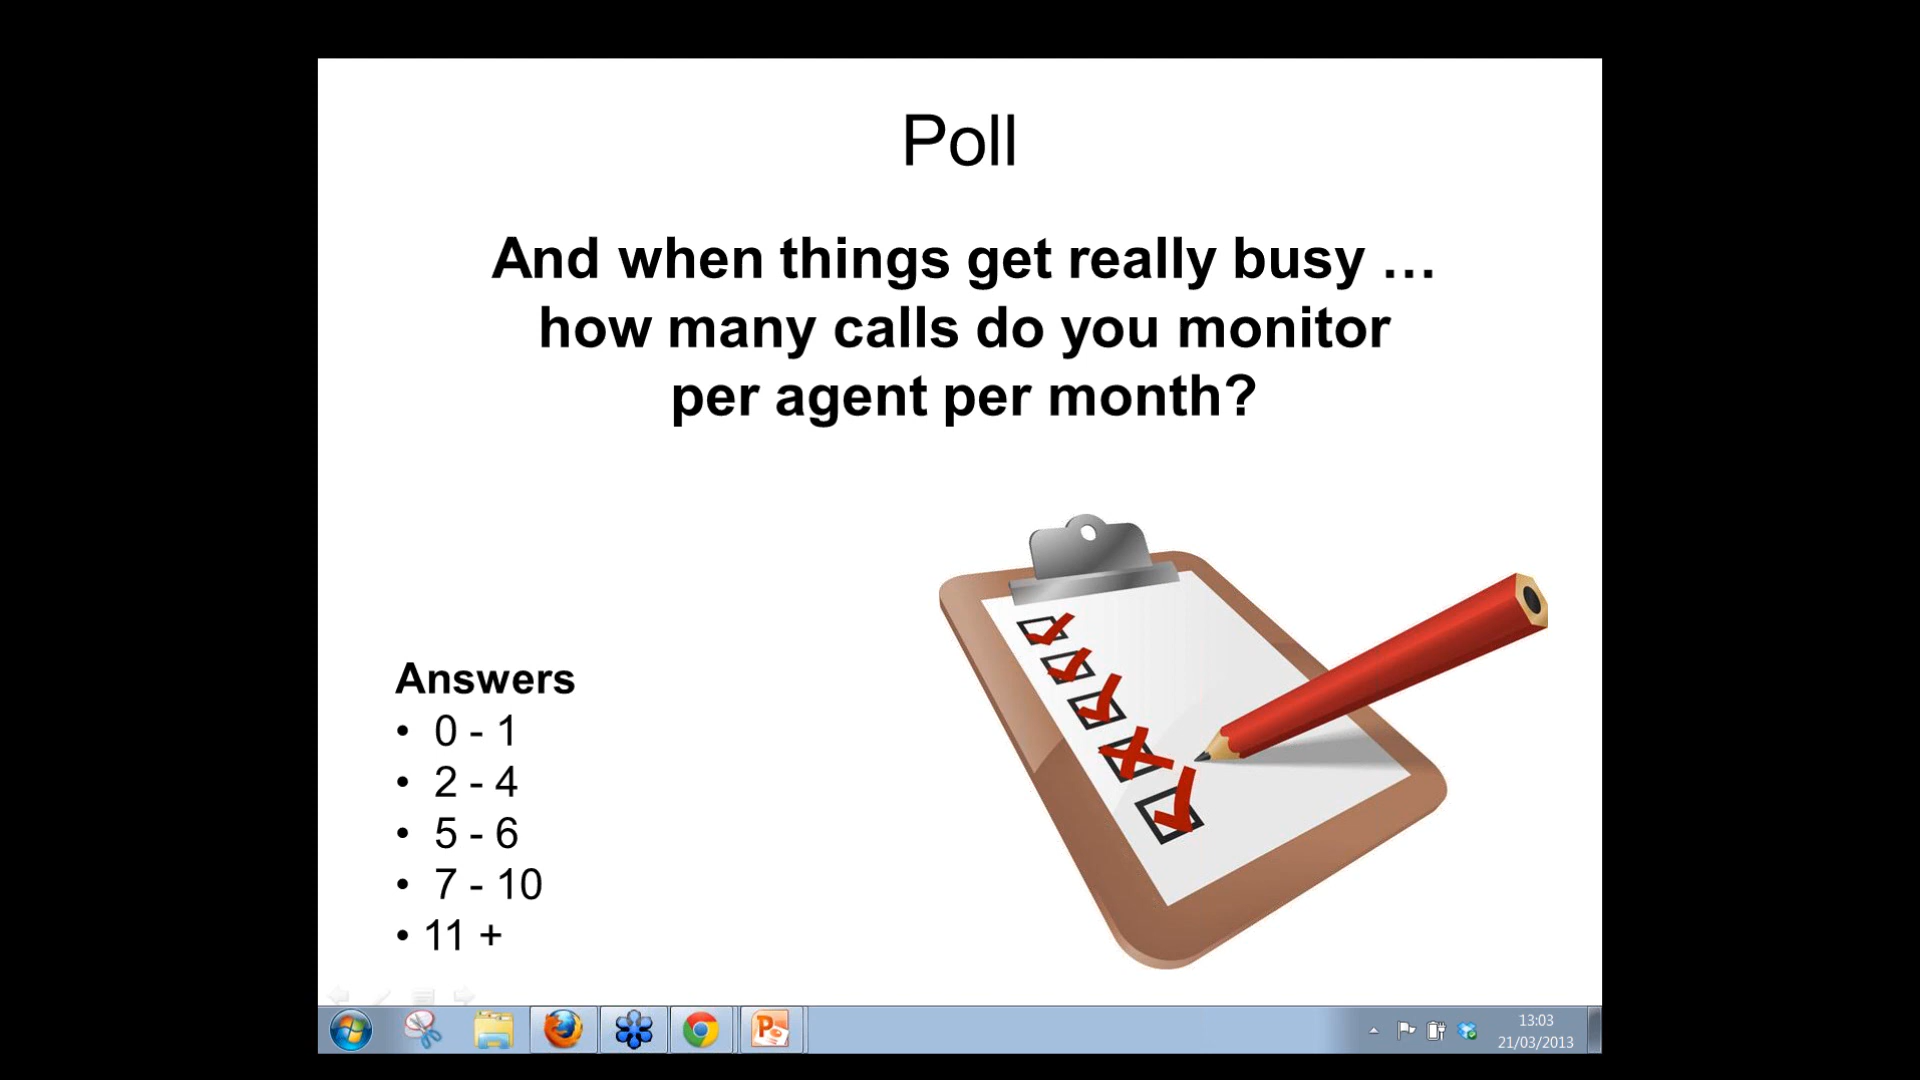 Poll
And when things get really busy …
how many calls do you monitor
per agent per month?
Answers
• 0 - 1
• 2 - 4
• 5 - 6
• 7 - 10
• 11 +
13:03
21/03/2013